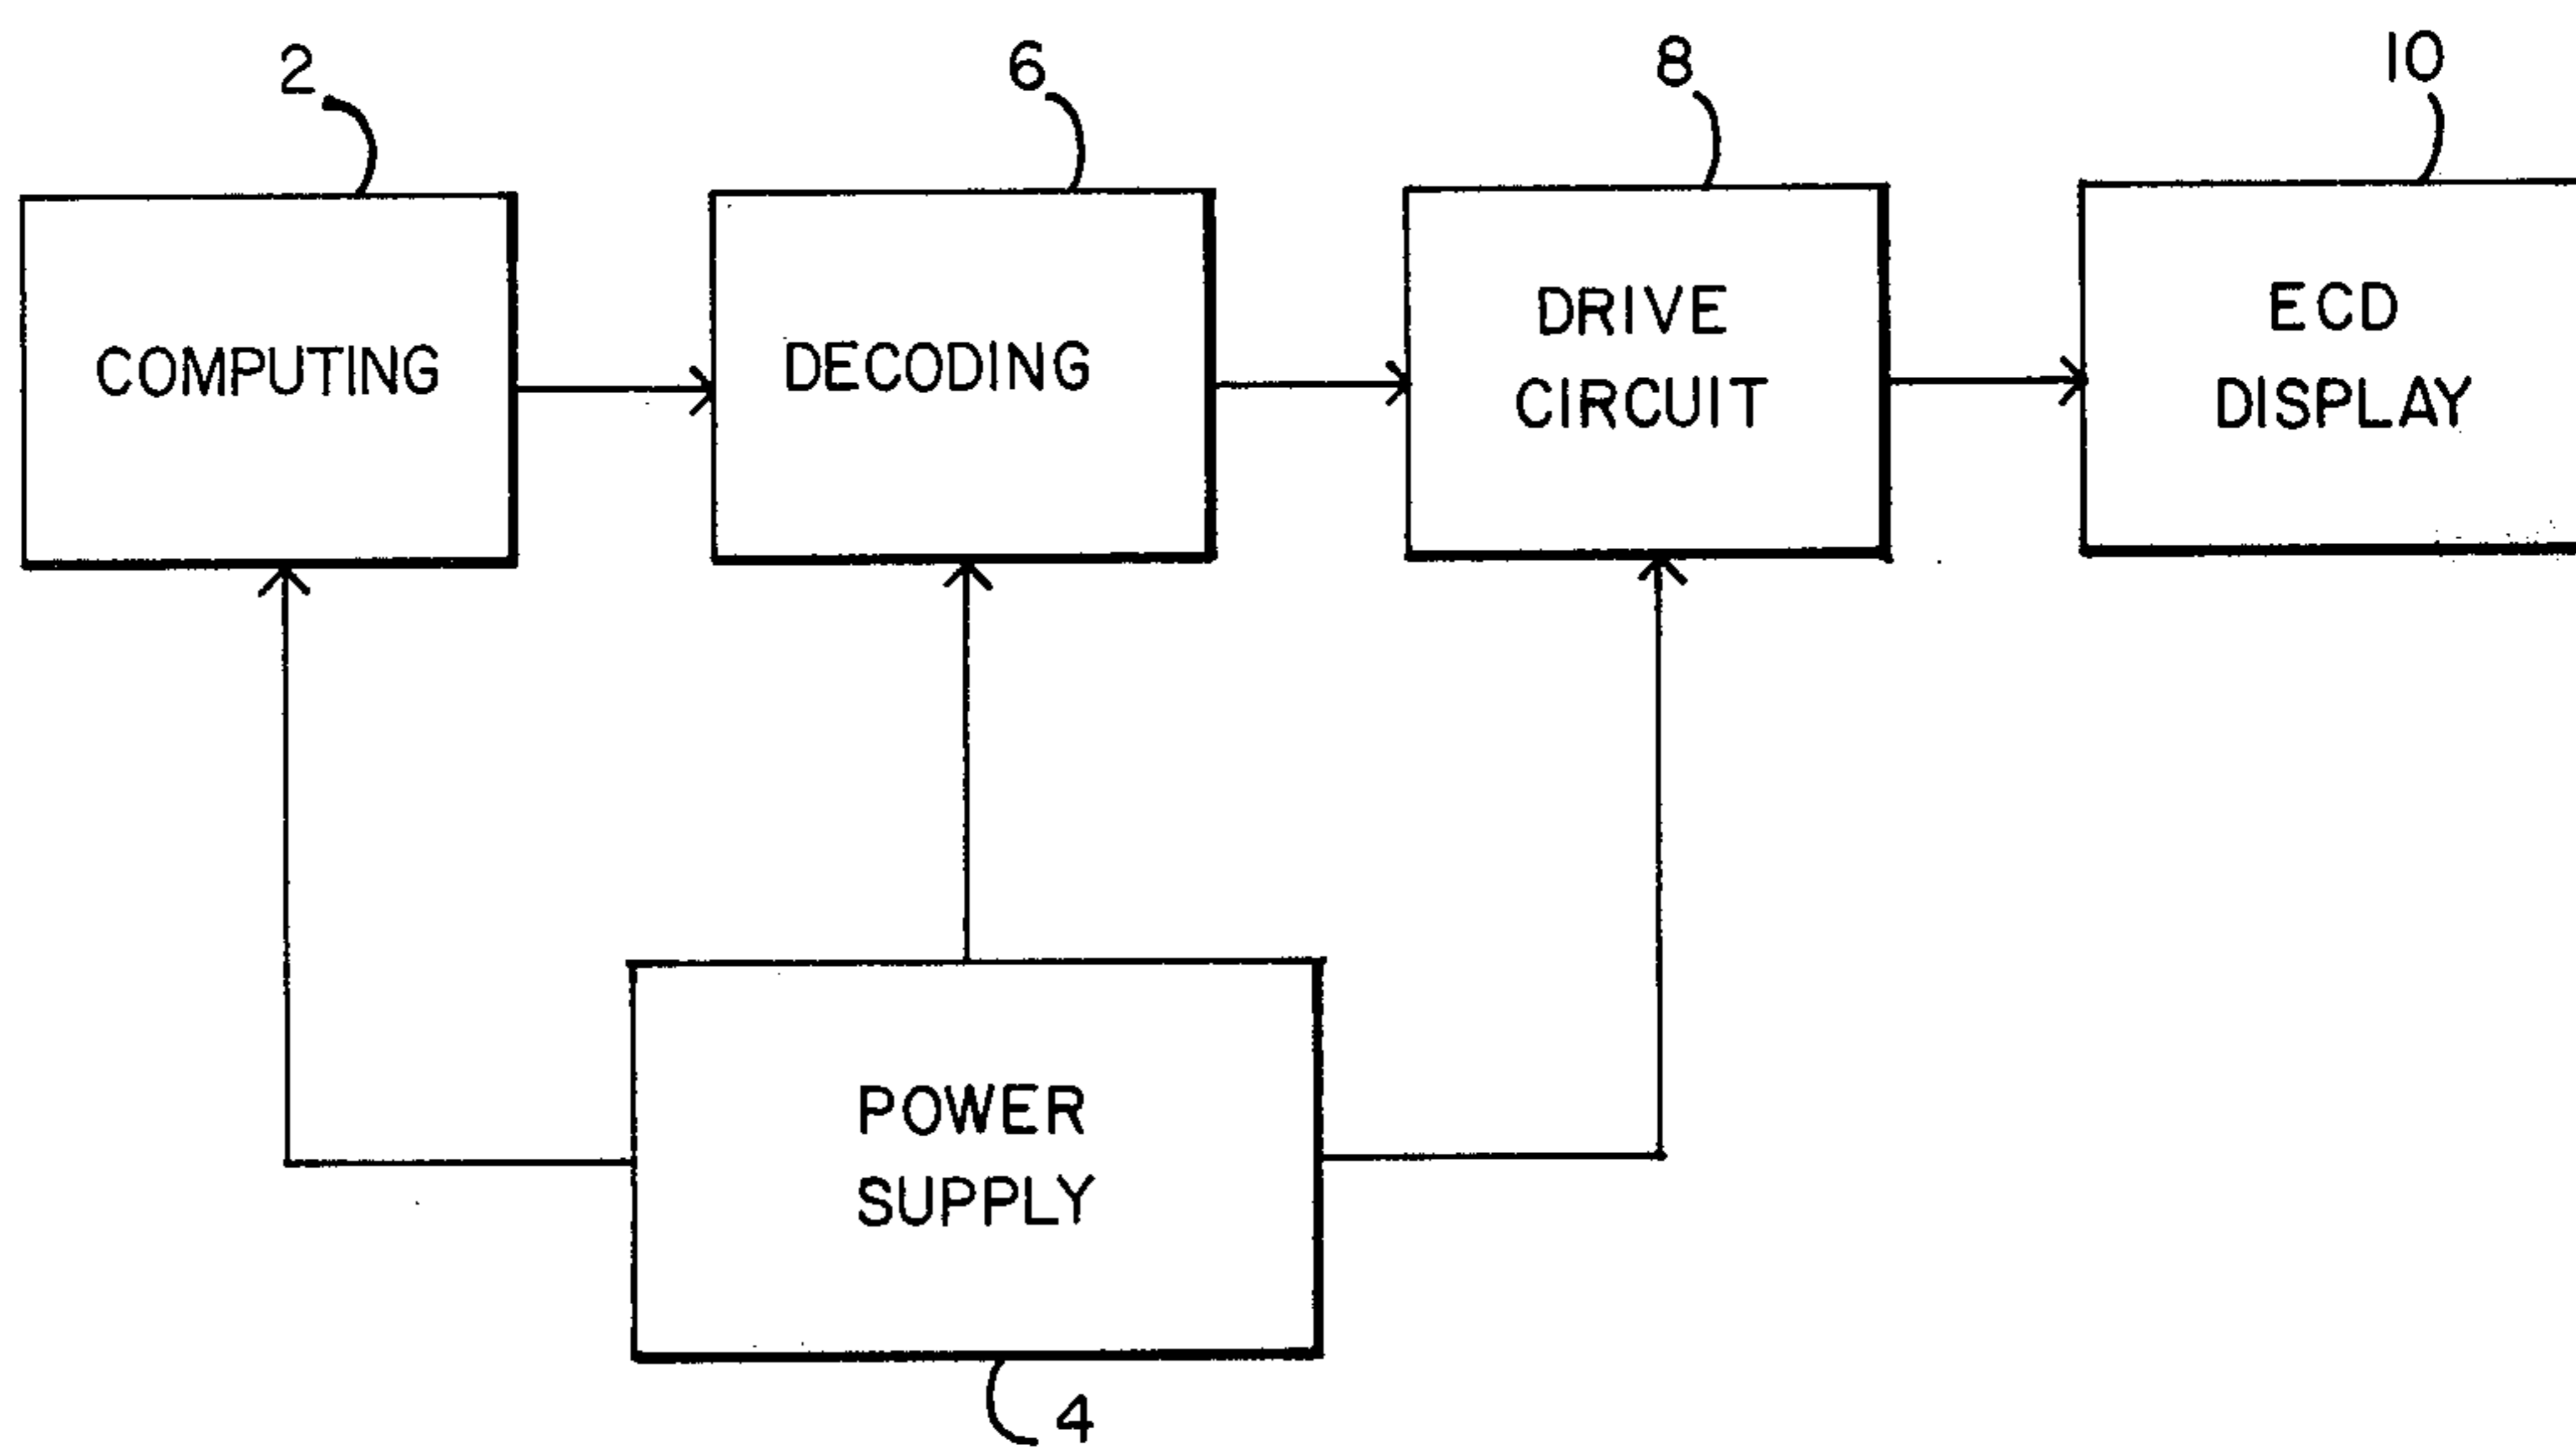 2
6
8
10
COMPUTING
DECODING
DRIVE
CIRCUIT
ECD
DISPLAY
POWER
SUPPLY
4